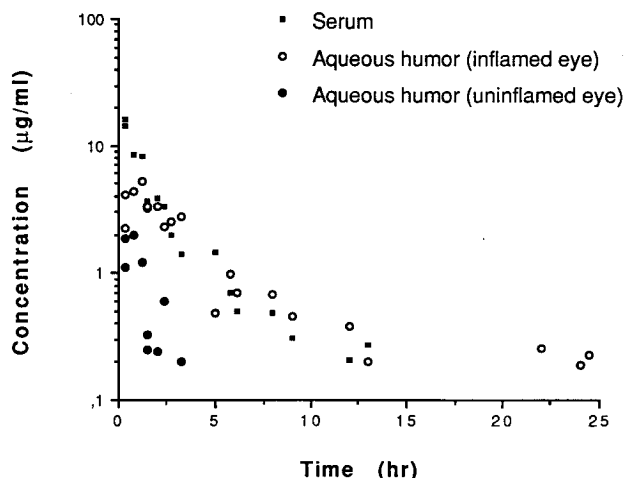 Serum
Aqueous humor (inflamed eye)
Aqueous humor (uninflamed eye)
Concentration (μg/ml)
100
10
1
,1
0
5
10
15
20
25
Time (hr)